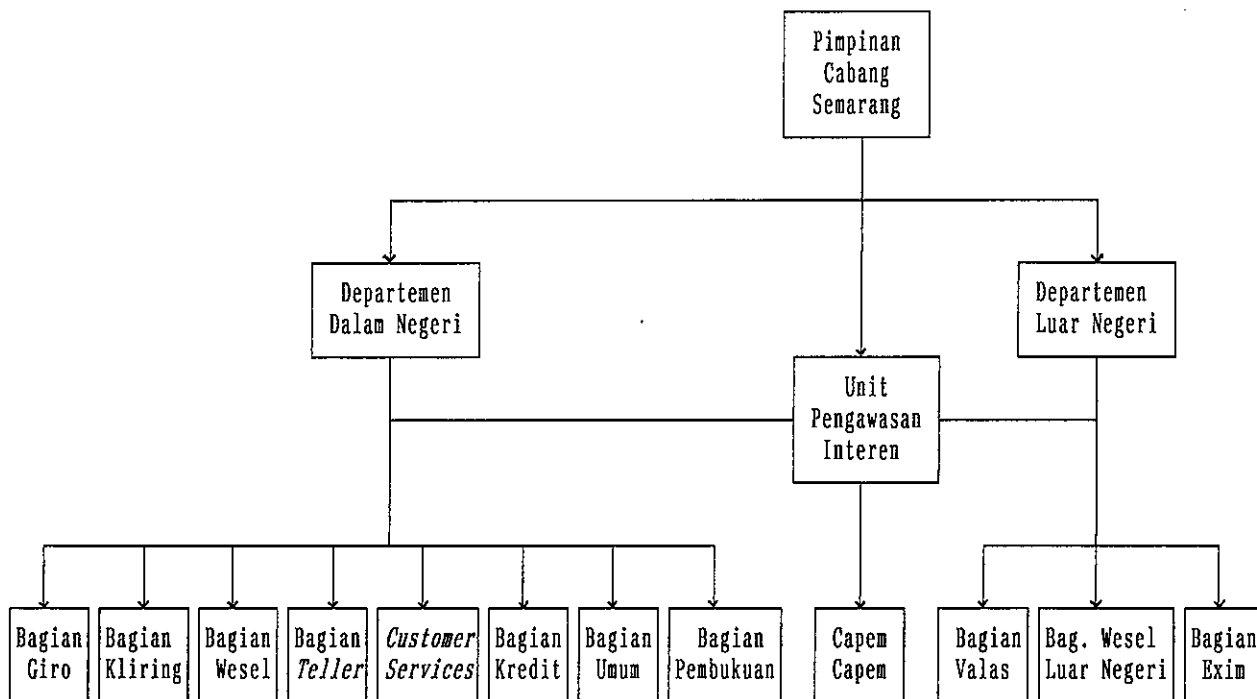 Pimpinan
Cabang
Semarang
Departemen
Dalam Negeri
Departemen
Luar Negeri
Unit
Pengawasan
Interen
Bagian
Giro
Bagian
Kliring
Bagian
Wesel
Bagian
Teller
Customer
Services
Bagian
Kredit
Bagian
Umum
Bagian
Pembukuan
Capem
Capem
Bagian
Valas
Bag. Wesel
Luar Negeri
Bagian
Exim